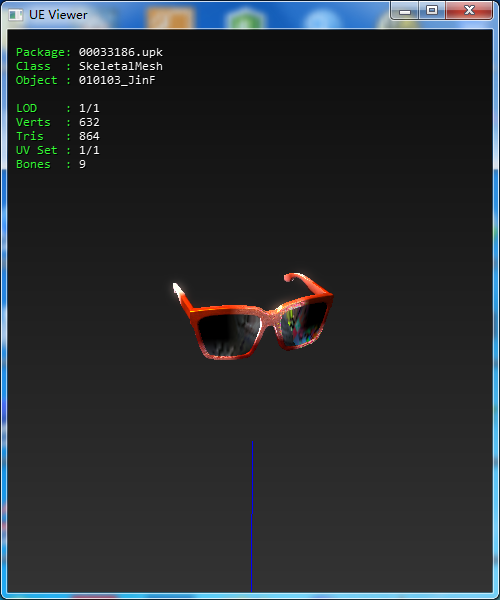 UE Viewer
Package: 00033186.upk
Class : SkeletalMesh
Object : 010103_JinF
LOD : 1/1
Verts : 632
Tris : 864
UV Set : 1/1
Bones : 9